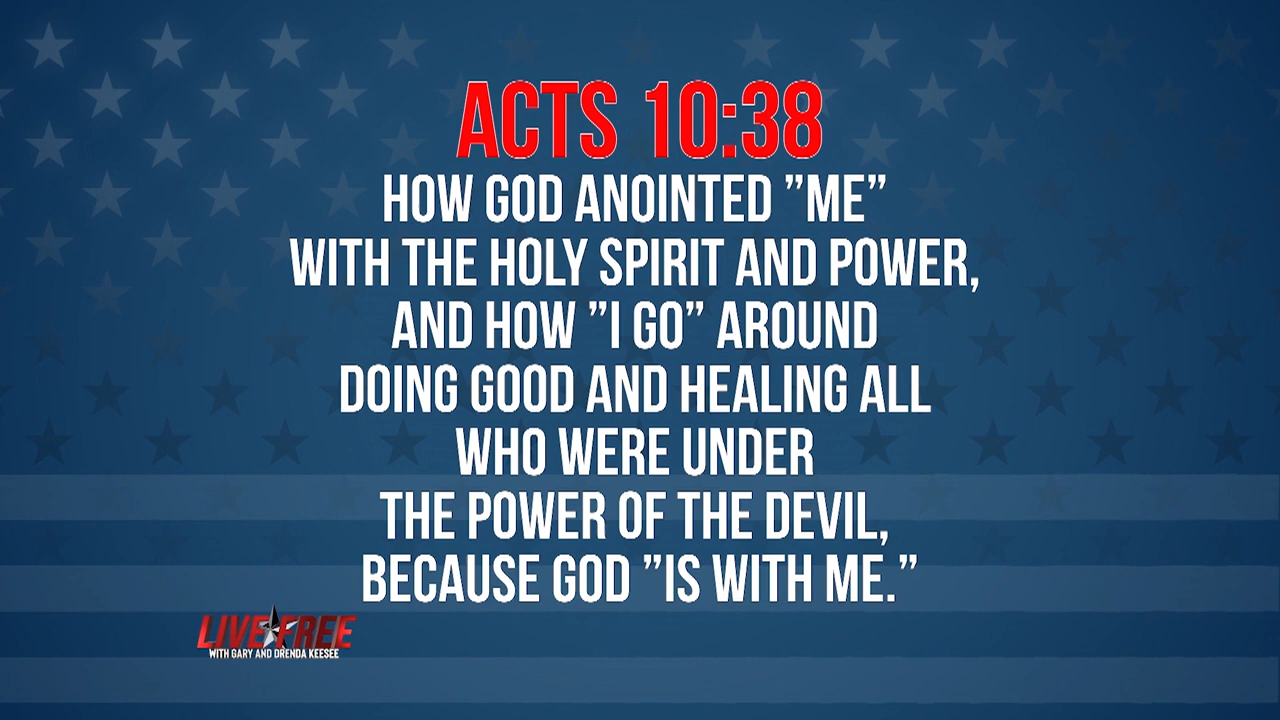 ACTS 10:38
HOW GOD ANOINTED ”ME”
WITH THE HOLY SPIRIT AND POWER,
AND HOW ”I GO” AROUND
DOING GOOD AND HEALING ALL
WHO WERE UNDER
THE POWER OF THE DEVIL,
BECAUSE GOD ”IS WITH ME.”
LIVE FREE
WITH GARY AND DRENDA KEESEE